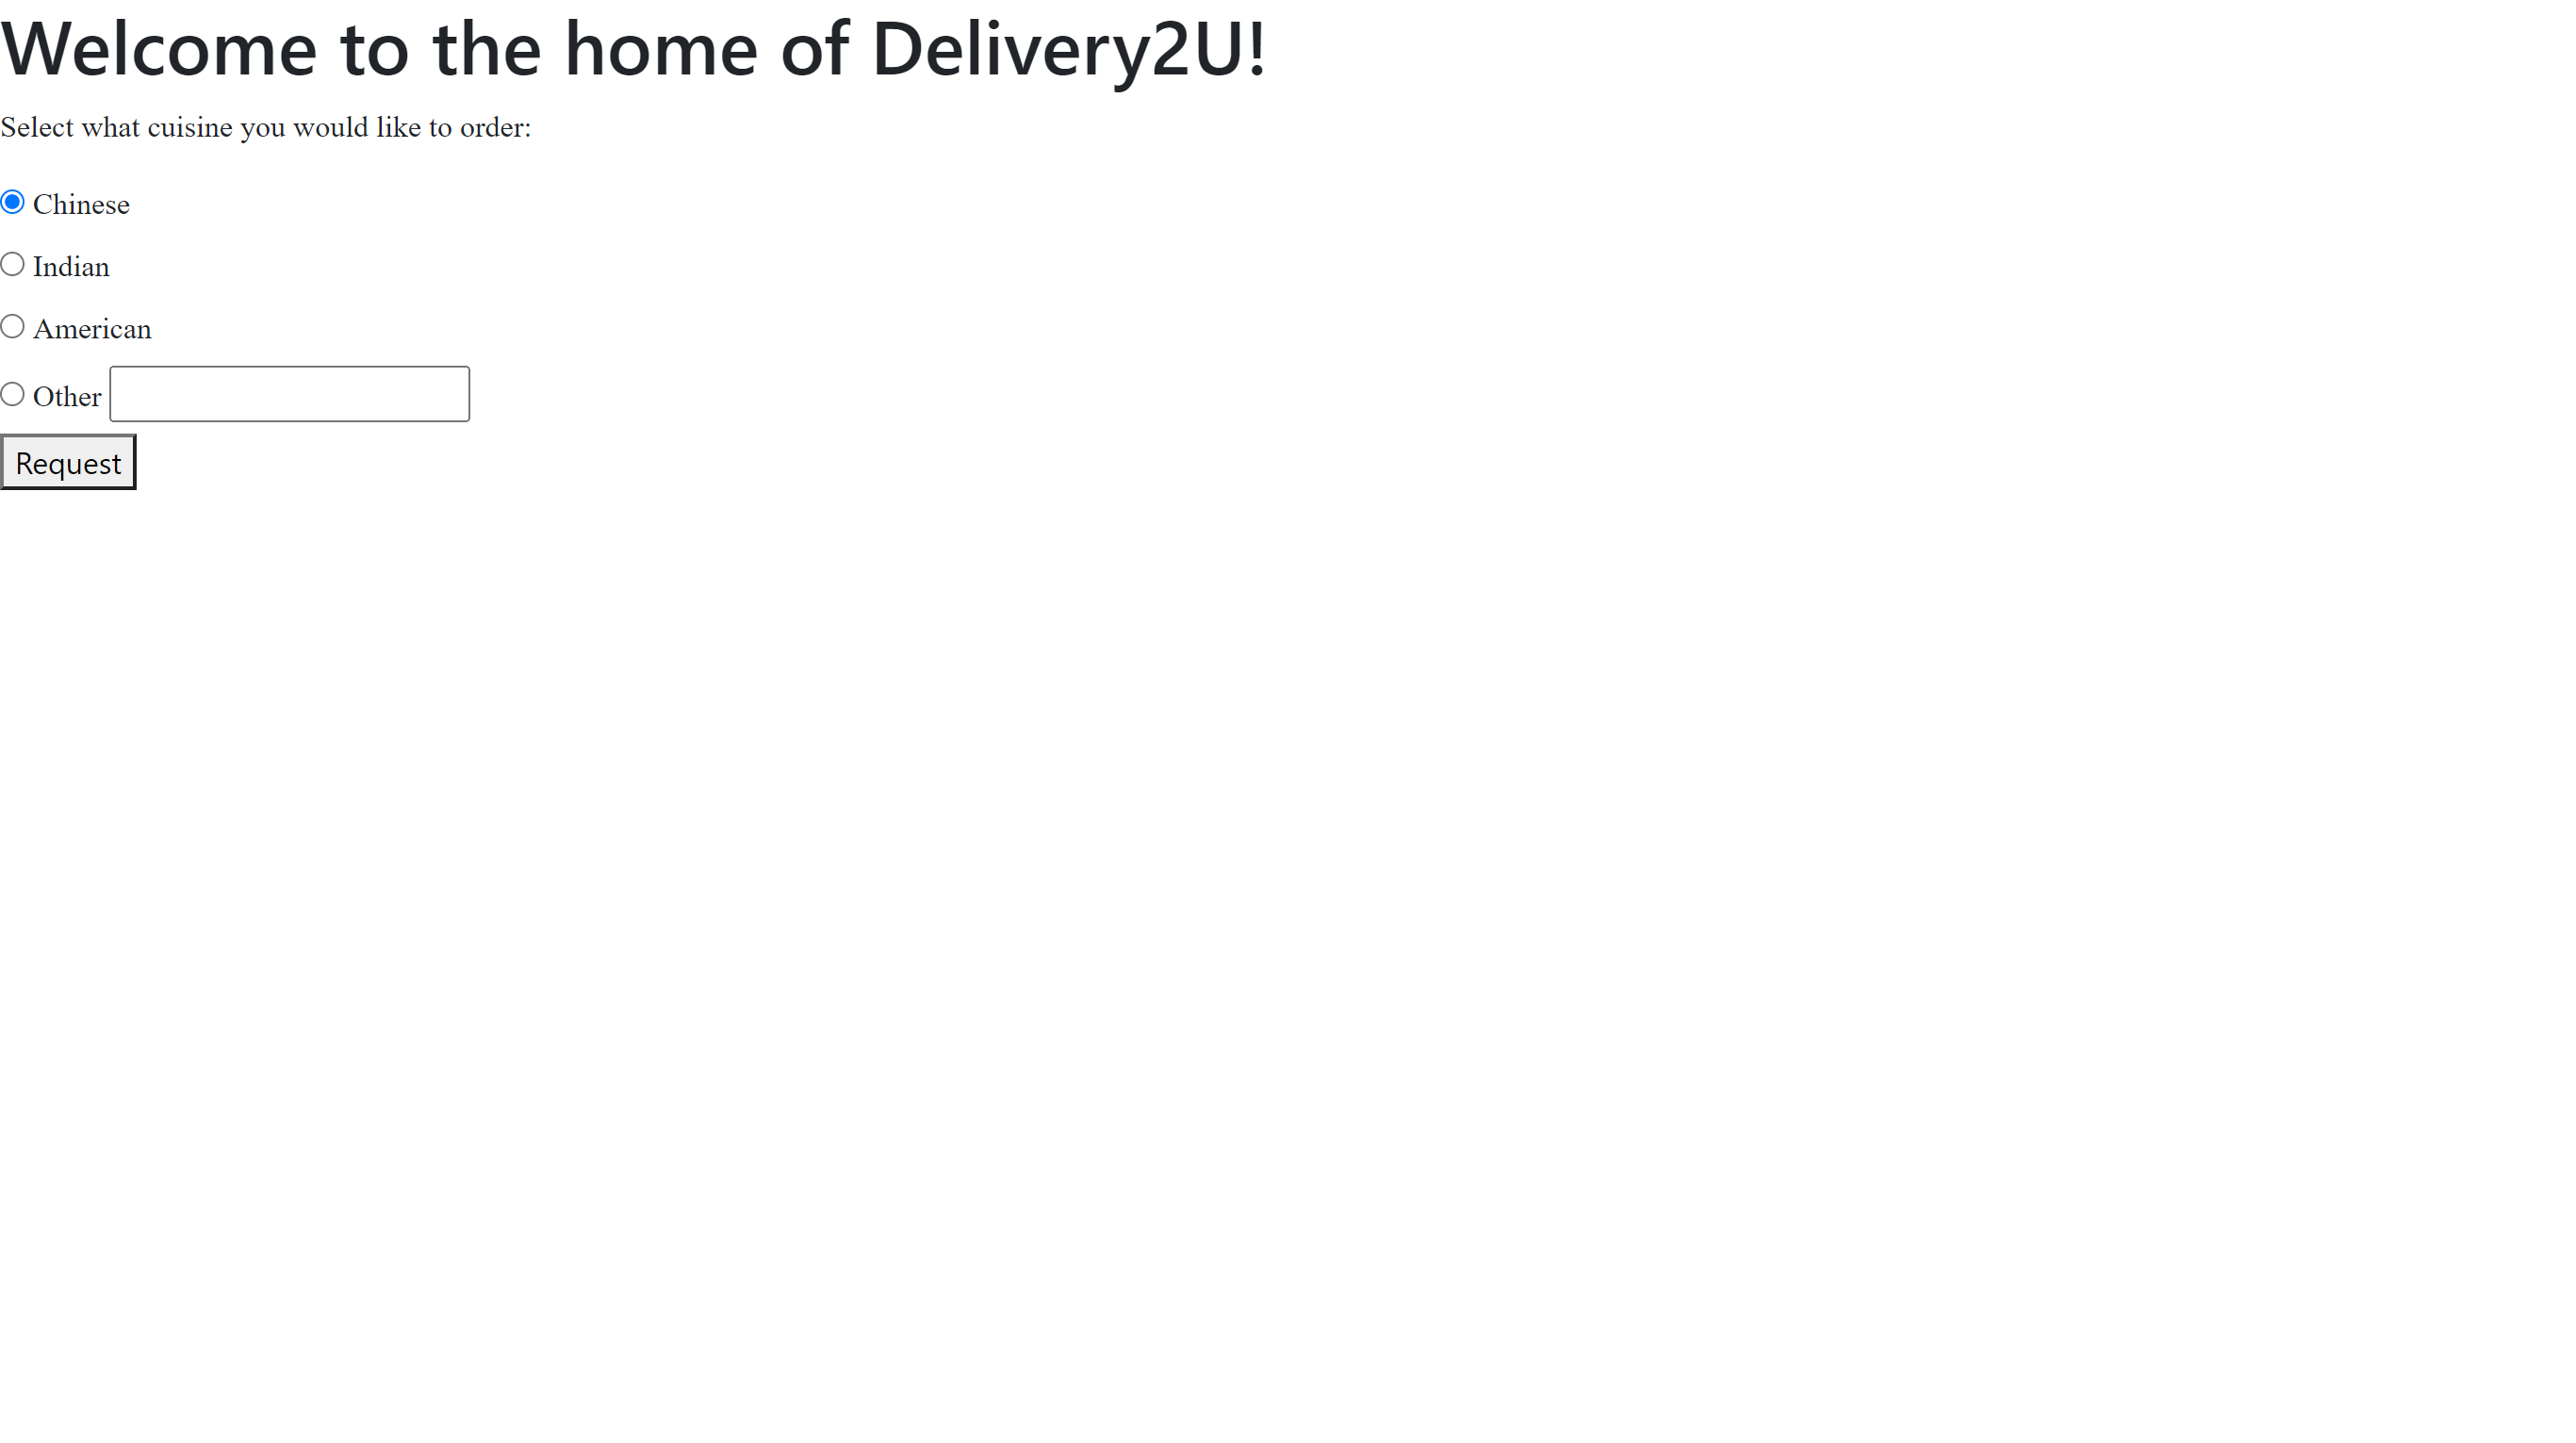 Welcome to the home of Delivery2U!
Select what cuisine you would like to order:
Chinese
Indian
American
Other
Request